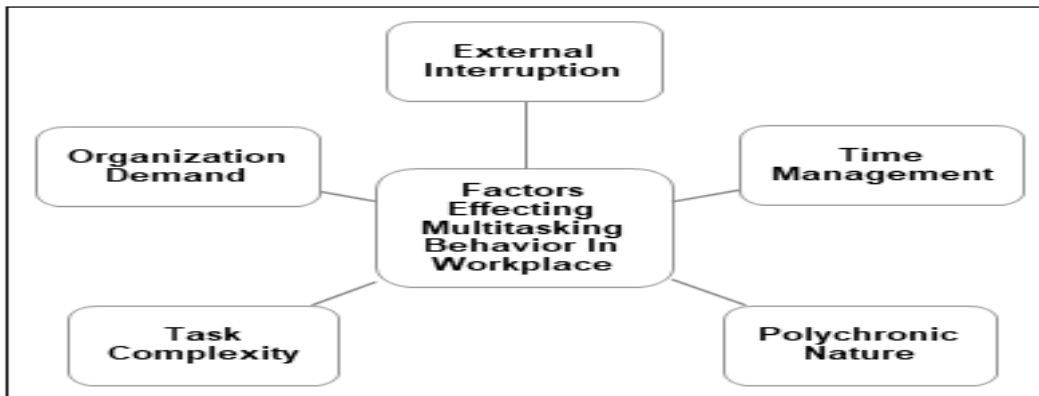 External
Interruption
Organization
Demand
Time
Management
Factors
Effecting
Multitasking
Behavior In
Workplace
Task
Complexity
Polychronic
Nature